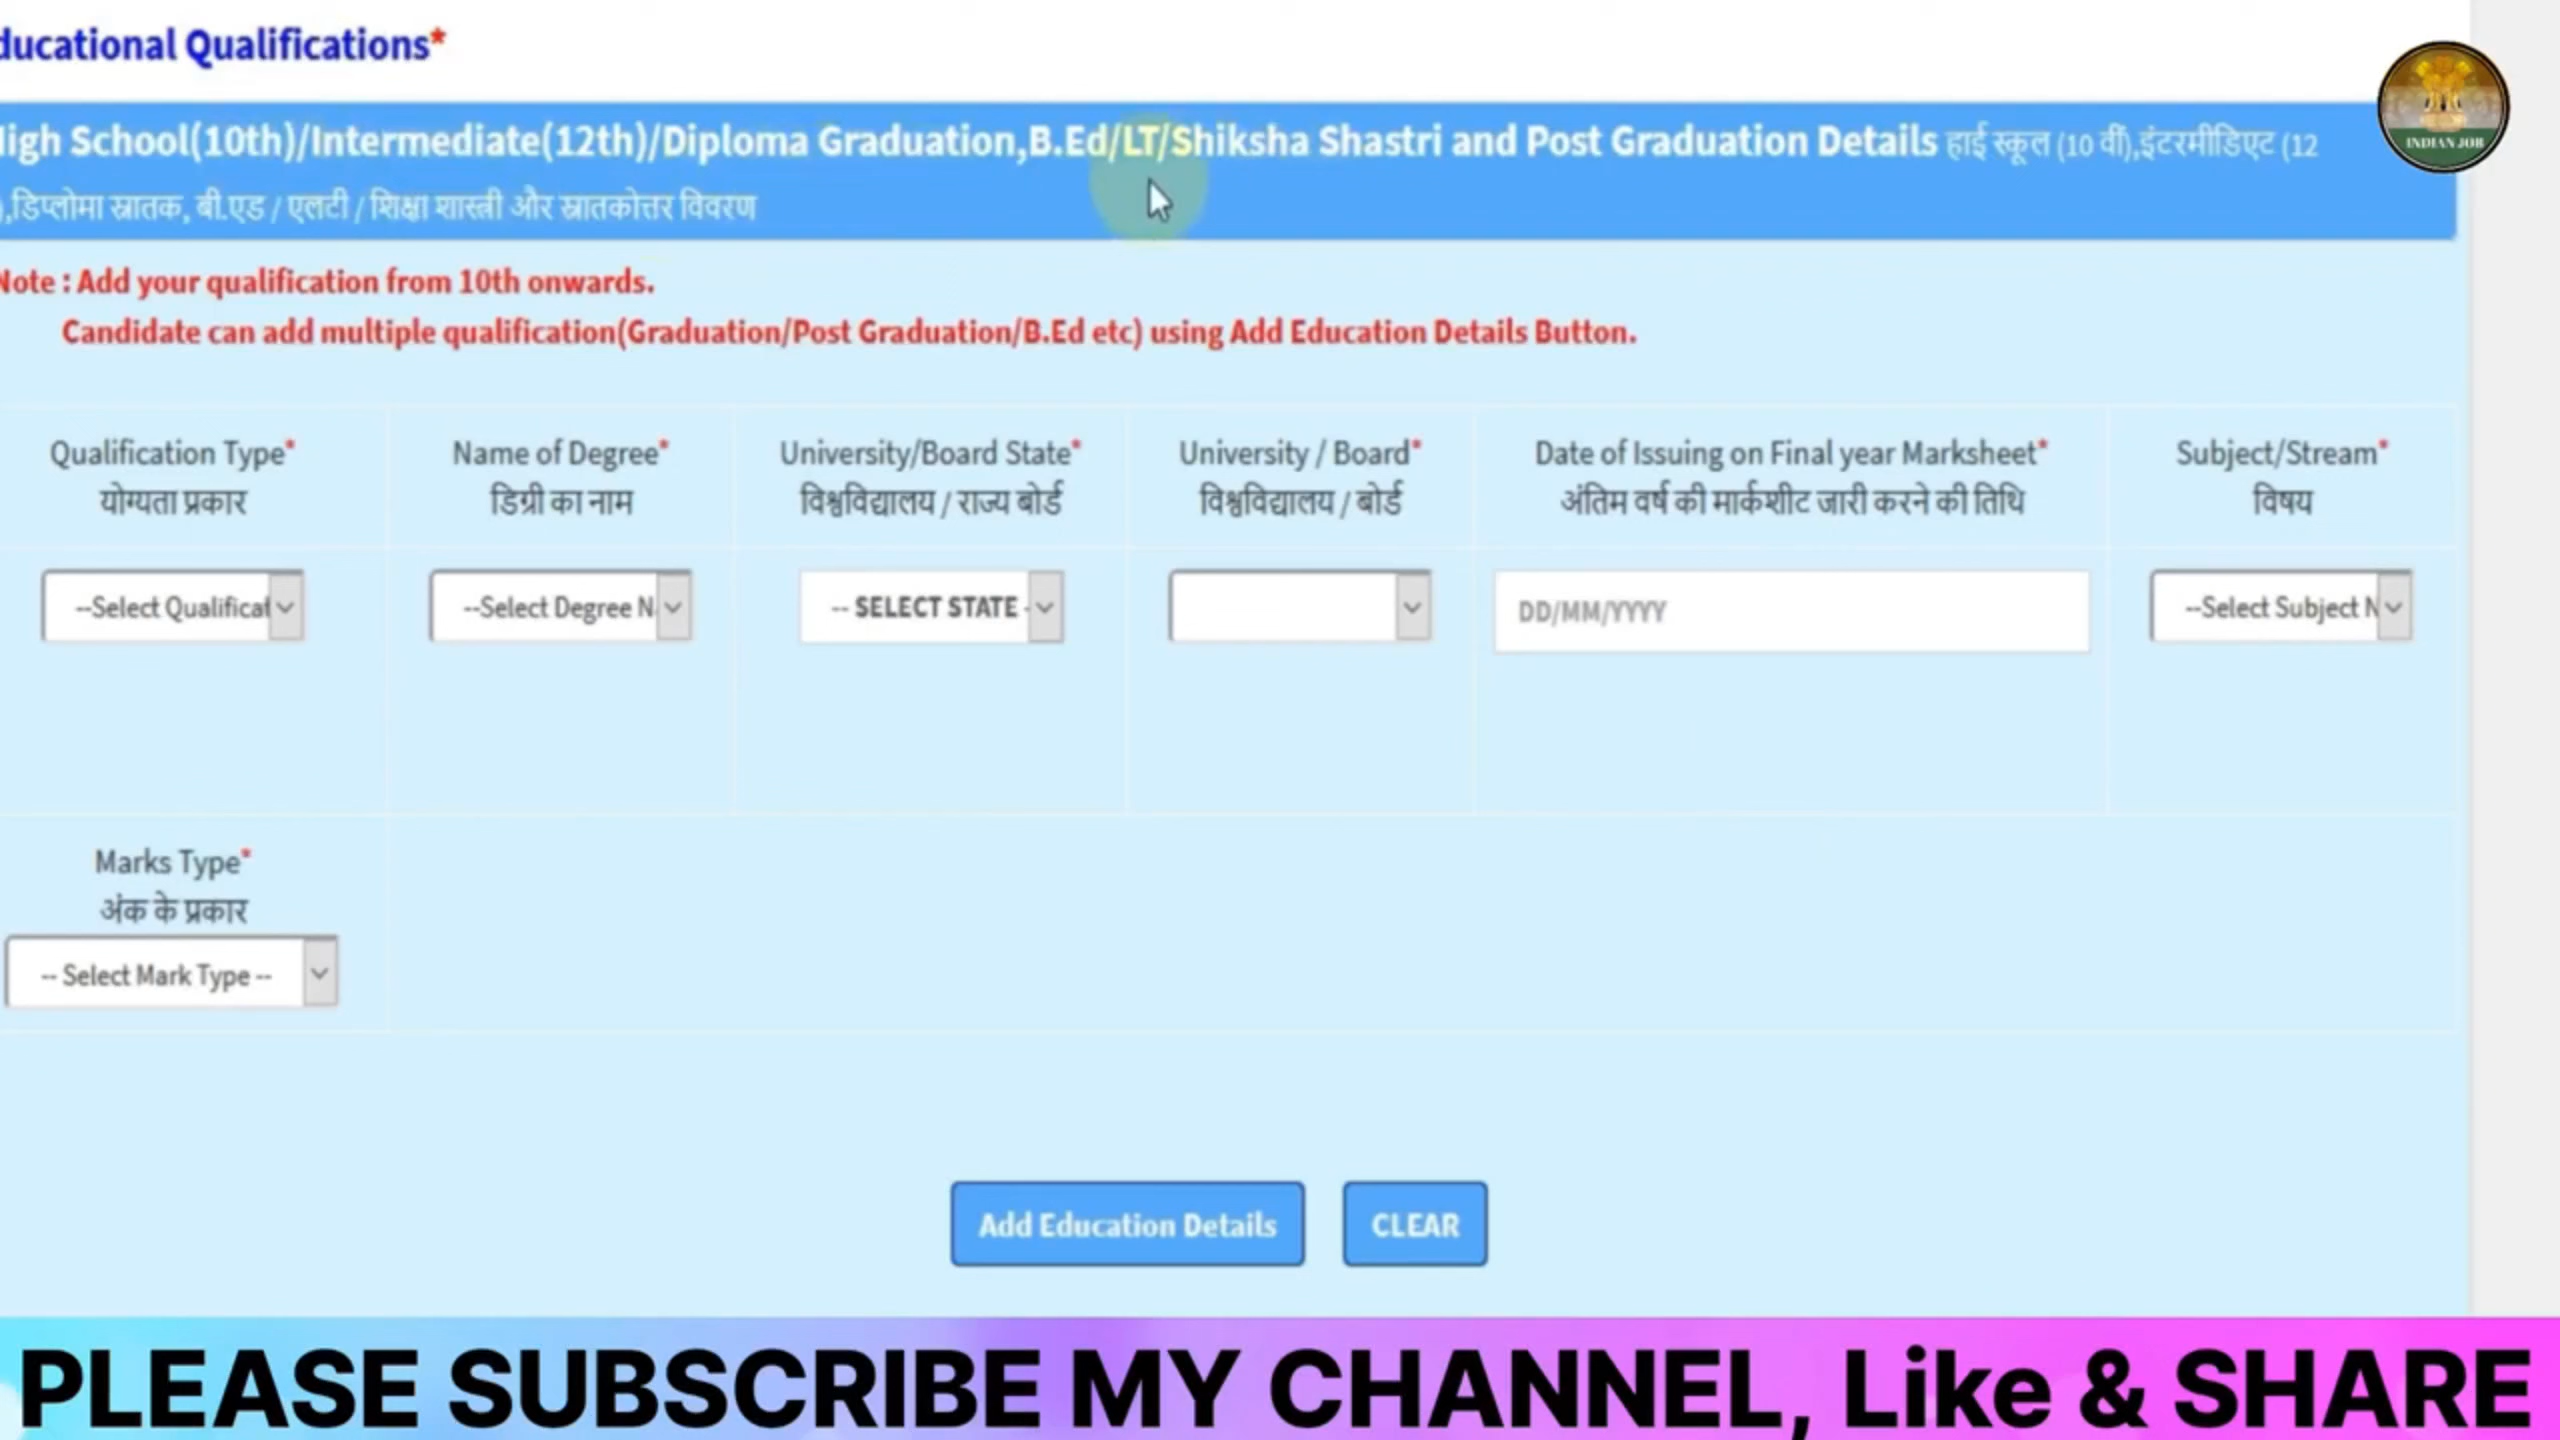 ducational Qualifications*
High School(10th)/Intermediate(12th)/Diploma Graduation,B.Ed/LT/Shiksha Shastri and Post Graduation Details हाई स्कूल (10 वीं),इंटरमीडिएट (12
),डिप्लोमा स्नातक, बी.एड / एलटी / शिक्षा शास्त्री और स्नातकोत्तर विवरण
INDIAN JOB
Note : Add your qualification from 10th onwards.
Candidate can add multiple qualification(Graduation/Post Graduation/B.Ed etc) using Add Education Details Button.
Qualification Type* Name of Degree* University/Board State* University / Board* Date of Issuing on Final year Marksheet* Subject/Stream*
योग्यता प्रकार डिग्री का नाम विश्वविद्यालय / राज्य बोर्ड विश्वविद्यालय / बोर्ड अंतिम वर्ष की मार्कशीट जारी करने की तिथि विषय
--Select Qualificat --Select Degree N -- SELECT STATE - DD/MM/YYYY --Select Subject N
Marks Type*
अंक के प्रकार
-- Select Mark Type --
Add Education Details CLEAR
PLEASE SUBSCRIBE MY CHANNEL, Like & SHARE